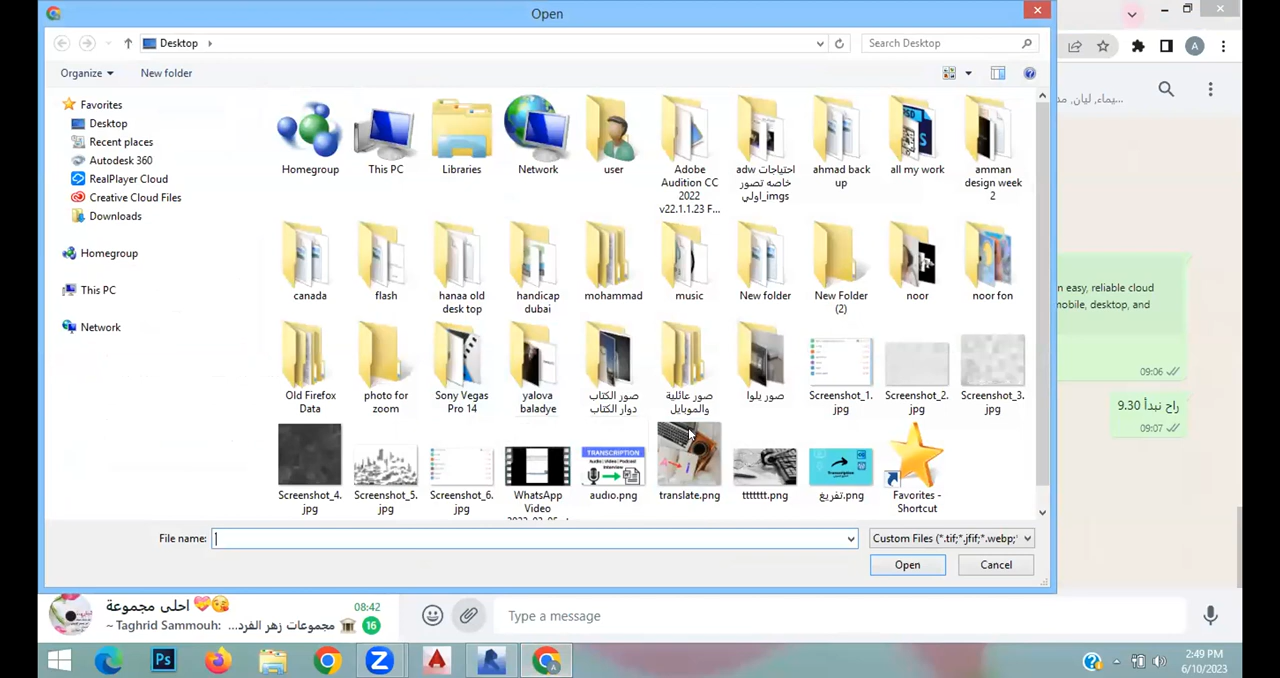 Open
Desktop
Search Desktop
Organize
New folder
Favorites
Desktop
Recent places
Autodesk 360
RealPlayer Cloud
Creative Cloud Files
Downloads
Homegroup
This PC
Network
Homegroup
This PC
Libraries
Network
user
Adobe
Audition CC
2022
v22.1.1.23 F...
احتياجات adw
خاصه تصور
اولي_imgs
ahmad back
up
all my work
amman
design week
2
canada
flash
hanaa old
desk top
handicap
dubai
mohammad
music
New folder
New Folder
(2)
noor
noor fon
Old Firefox
Data
photo for
zoom
Sony Vegas
Pro 14
yalova
baladye
صور الكتاب
دوار الكتاب
صور عائلية
والموبايل
صور يلوا
Screenshot_1.
jpg
Screenshot_2.
jpg
Screenshot_3.
jpg
Screenshot_4.
jpg
Screenshot_5.
jpg
Screenshot_6.
jpg
WhatsApp
Video
TRANSCRIPTION
audio.png
translate.png
ttttttt.png
Transcription
تفريغ.png
Favorites -
Shortcut
File name:
Custom Files (*.tif;*.jfif;*.webp;*
Open
Cancel
A
...يماء, ليان, مد
n easy, reliable cloud
mobile, desktop, and
09:06
راح نبدأ 9.30
09:07
احلى مجموعة 💝😘
08:42
~ Taghrid Sammouh: مجموعات زهر الفرد...
16
Type a message
2:49 PM
6/10/2023